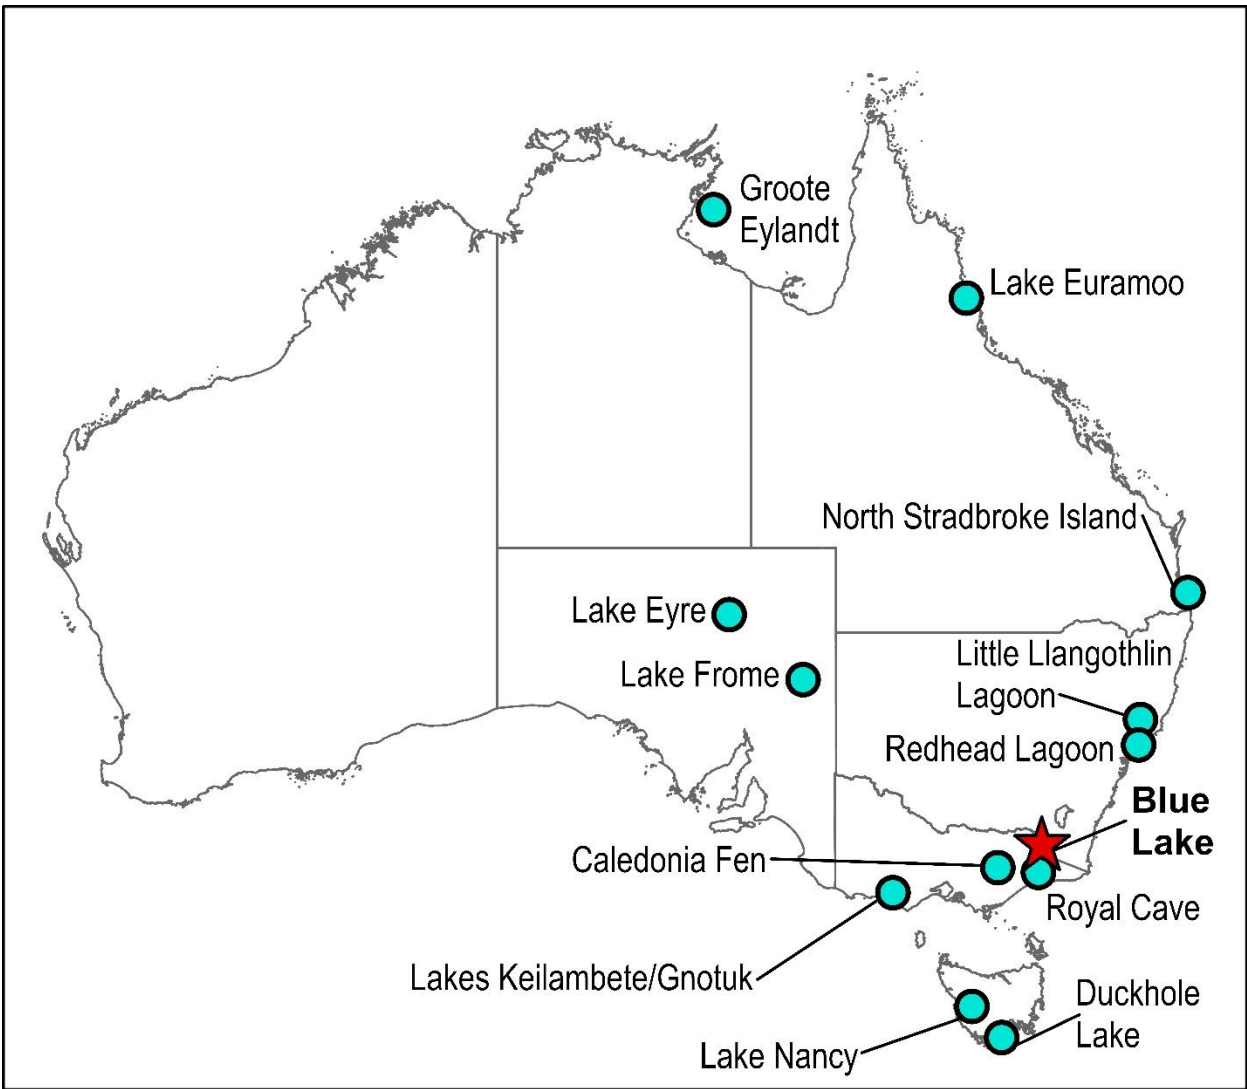 Groote
Eylandt
Lake Euramoo
North Stradbroke Island
Lake Eyre
Little Llangothlin
Lagoon
Lake Frome
Redhead Lagoon
Blue
Lake
Caledonia Fen
Royal Cave
Lakes Keilambete/Gnotuk
Duckhole
Lake
Lake Nancy